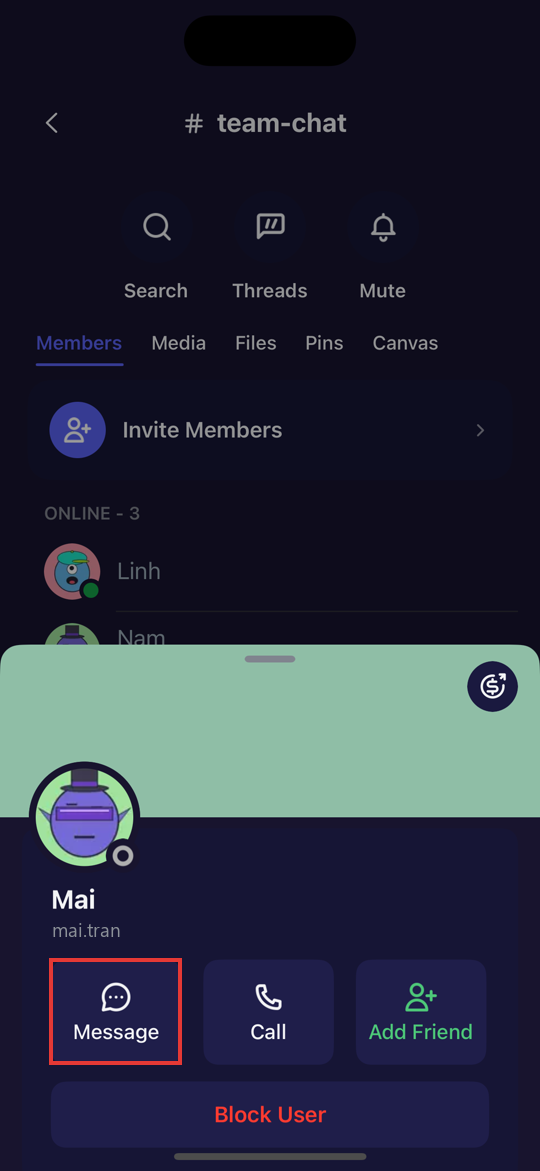 # team-chat
Search Threads Mute
Members Media Files Pins Canvas
Invite Members
ONLINE - 3
Linh
Nam
Mai
mai.tran
Message Call Add Friend
Block User